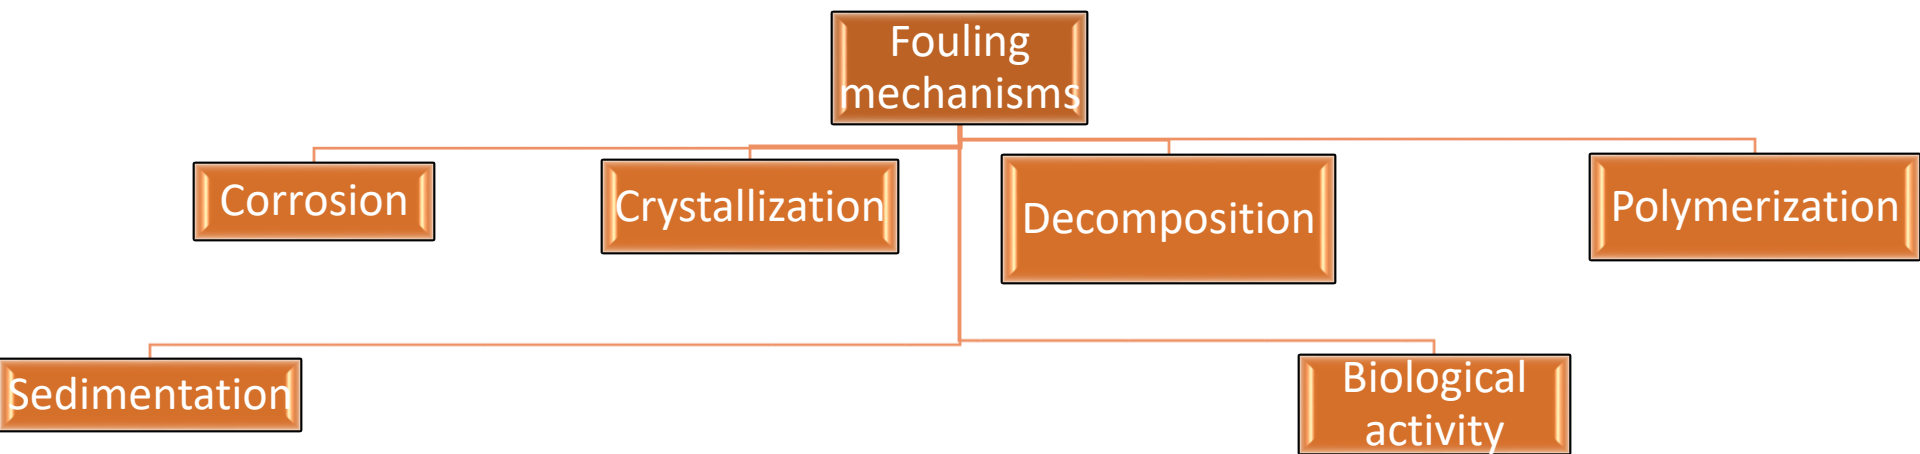 Fouling
mechanisms
Corrosion
Crystallization
Decomposition
Polymerization
Sedimentation
Biological
activity